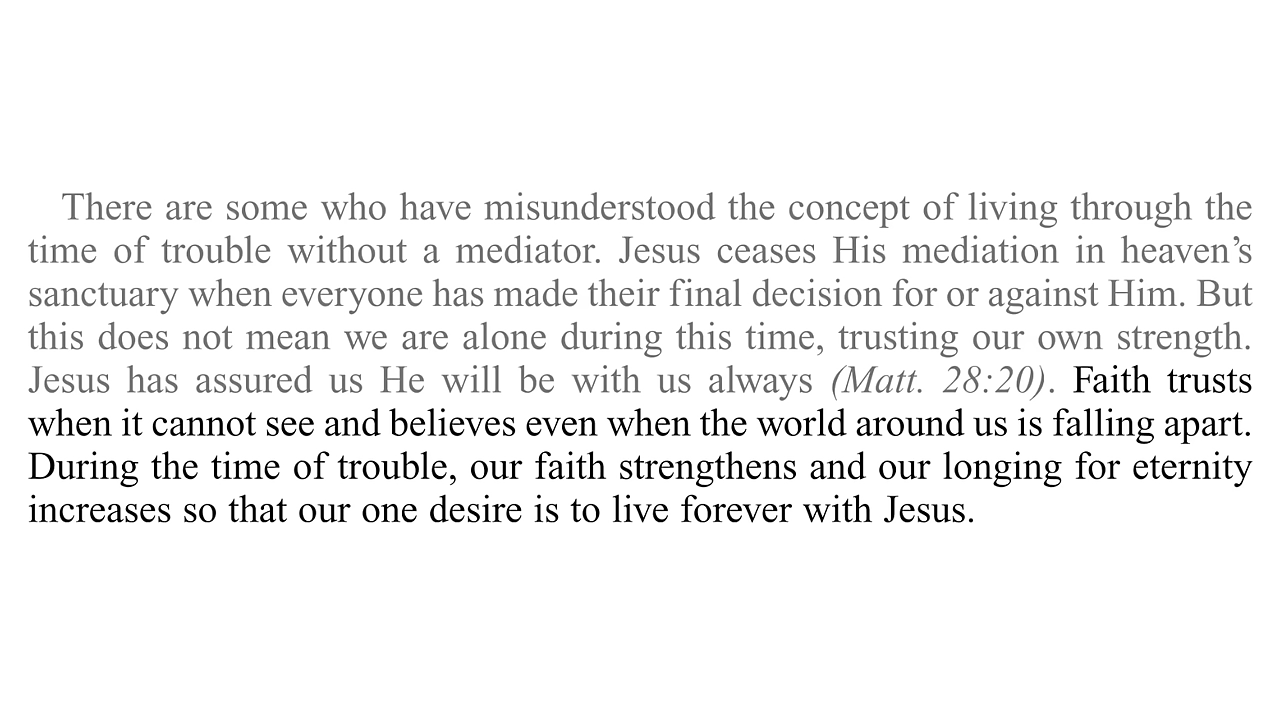 There are some who have misunderstood the concept of living through the
time of trouble without a mediator. Jesus ceases His mediation in heaven’s
sanctuary when everyone has made their final decision for or against Him. But
this does not mean we are alone during this time, trusting our own strength.
Jesus has assured us He will be with us always (Matt. 28:20). Faith trusts
when it cannot see and believes even when the world around us is falling apart.
During the time of trouble, our faith strengthens and our longing for eternity
increases so that our one desire is to live forever with Jesus.